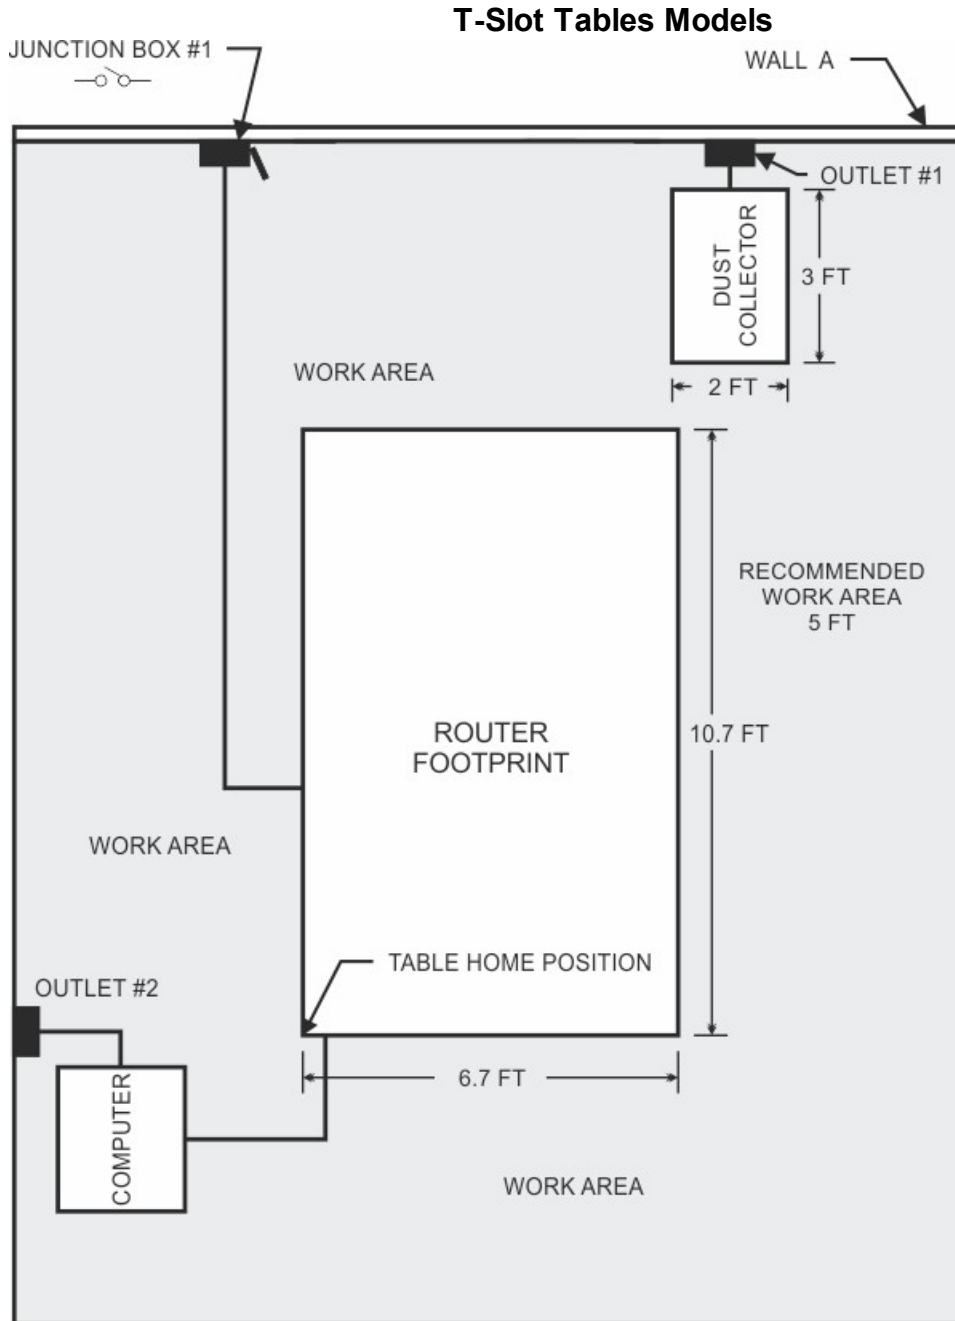 T-Slot Tables Models
JUNCTION BOX #1
WALL A
OUTLET #1
DUST
COLLECTOR
3 FT
2 FT
WORK AREA
RECOMMENDED
WORK AREA
5 FT
ROUTER
FOOTPRINT
10.7 FT
WORK AREA
TABLE HOME POSITION
OUTLET #2
6.7 FT
COMPUTER
WORK AREA